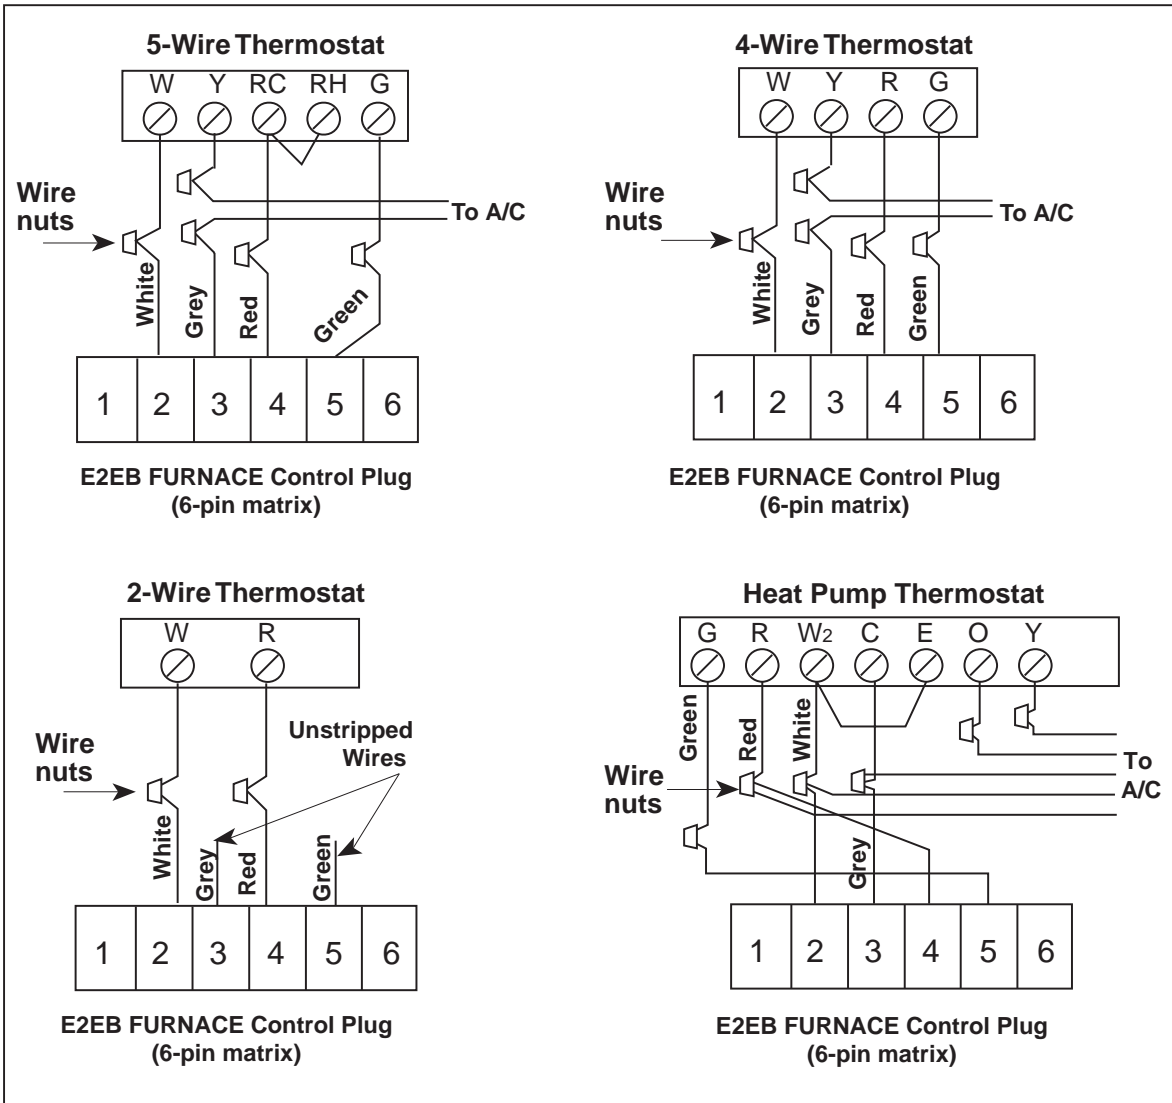 5-Wire Thermostat
W Y RC RH G
Wire
nuts
To A/C
White
Grey
Red
Green
1 2 3 4 5 6
E2EB FURNACE Control Plug
(6-pin matrix)
4-Wire Thermostat
W Y R G
Wire
nuts
To A/C
White
Grey
Red
Green
1 2 3 4 5 6
E2EB FURNACE Control Plug
(6-pin matrix)
2-Wire Thermostat
W R
Unstripped
Wires
Wire
nuts
White
Grey
Red
Green
1 2 3 4 5 6
E2EB FURNACE Control Plug
(6-pin matrix)
Heat Pump Thermostat
G R W2 C E O Y
Green
Red
White
To
A/C
Wire
nuts
Grey
1 2 3 4 5 6
E2EB FURNACE Control Plug
(6-pin matrix)